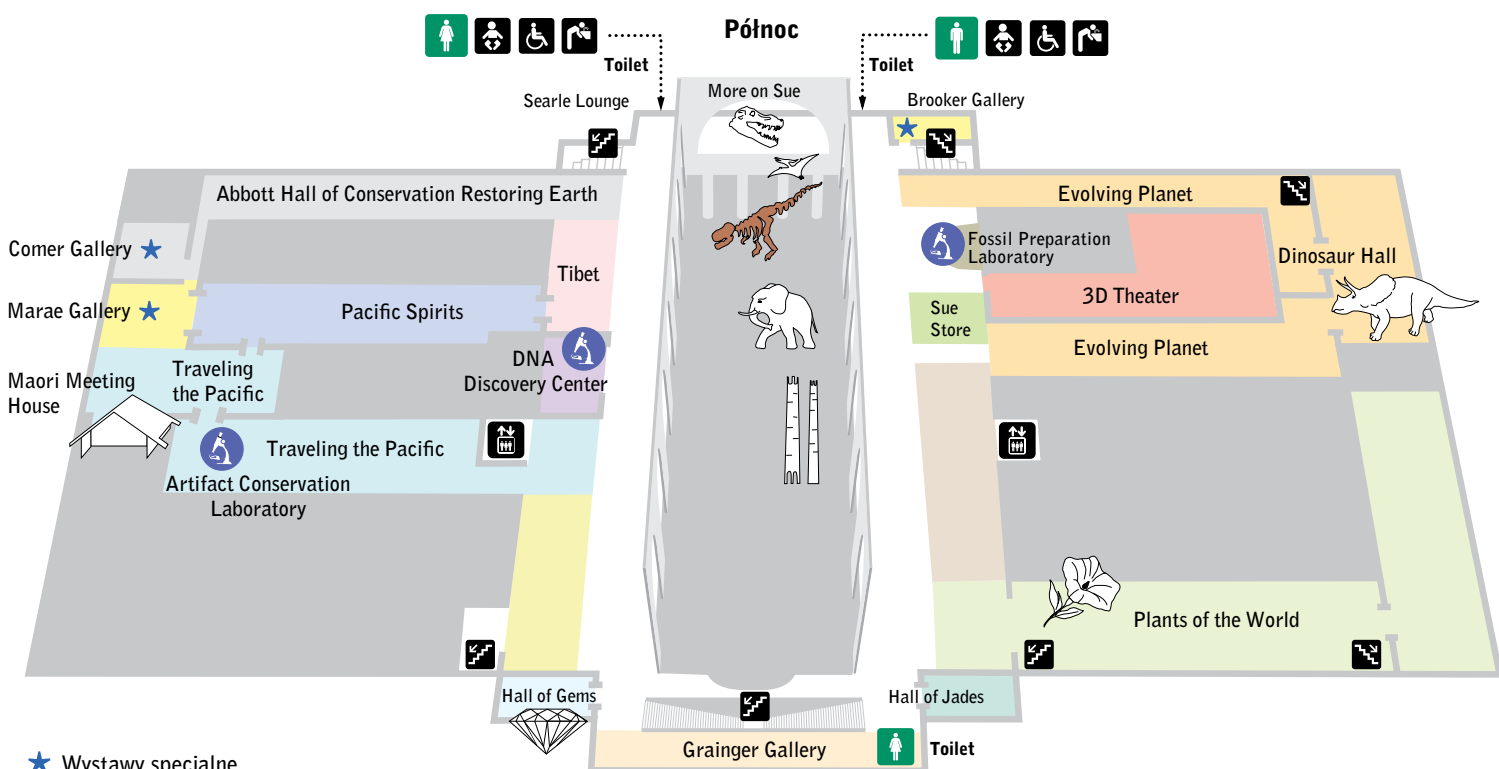 Północ
Toilet
Toilet
Searle Lounge
More on Sue
Brooker Gallery
Abbott Hall of Conservation Restoring Earth
Evolving Planet
Comer Gallery
Tibet
Fossil Preparation
Laboratory
Dinosaur Hall
Marae Gallery
Pacific Spirits
3D Theater
Sue
Store
Evolving Planet
Maori Meeting
House
Traveling
the Pacific
DNA
Discovery Center
Traveling the Pacific
Artifact Conservation
Laboratory
Plants of the World
Hall of Gems
Hall of Jades
Grainger Gallery
Toilet
Wystawy specjalne